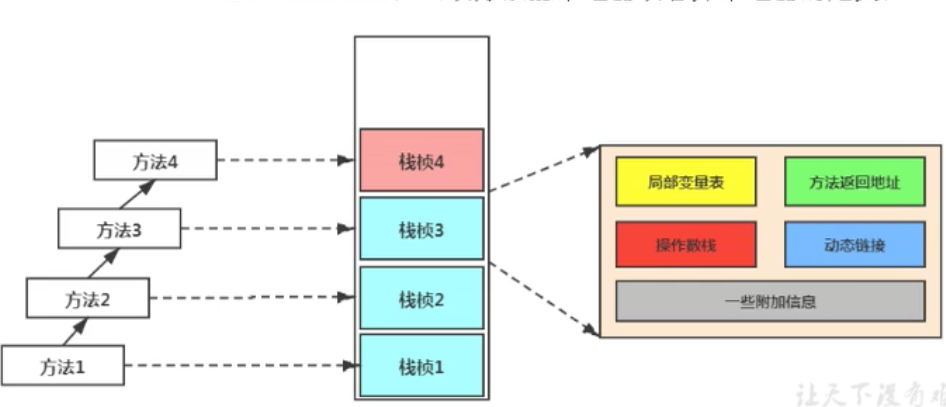 方法4
栈桢4
局部变量表
方法返回地址
方法3
栈桢3
操作数栈
动态链接
方法2
栈桢2
一些附加信息
方法1
栈桢1
让天下没有难